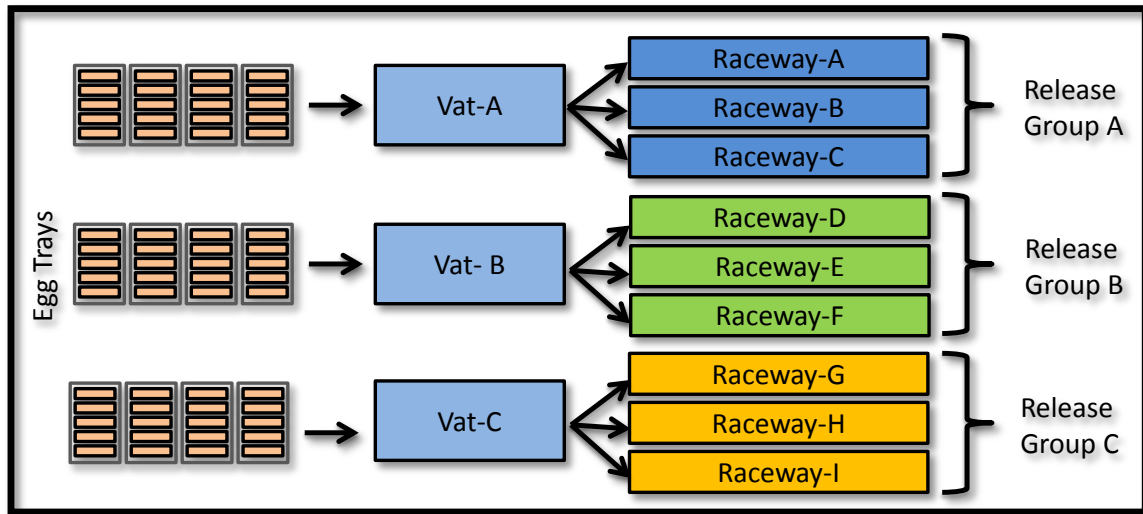 Egg Trays
Vat-A
Raceway-A
Raceway-B
Raceway-C
Release
Group A
Vat- B
Raceway-D
Raceway-E
Raceway-F
Release
Group B
Vat-C
Raceway-G
Raceway-H
Raceway-I
Release
Group C